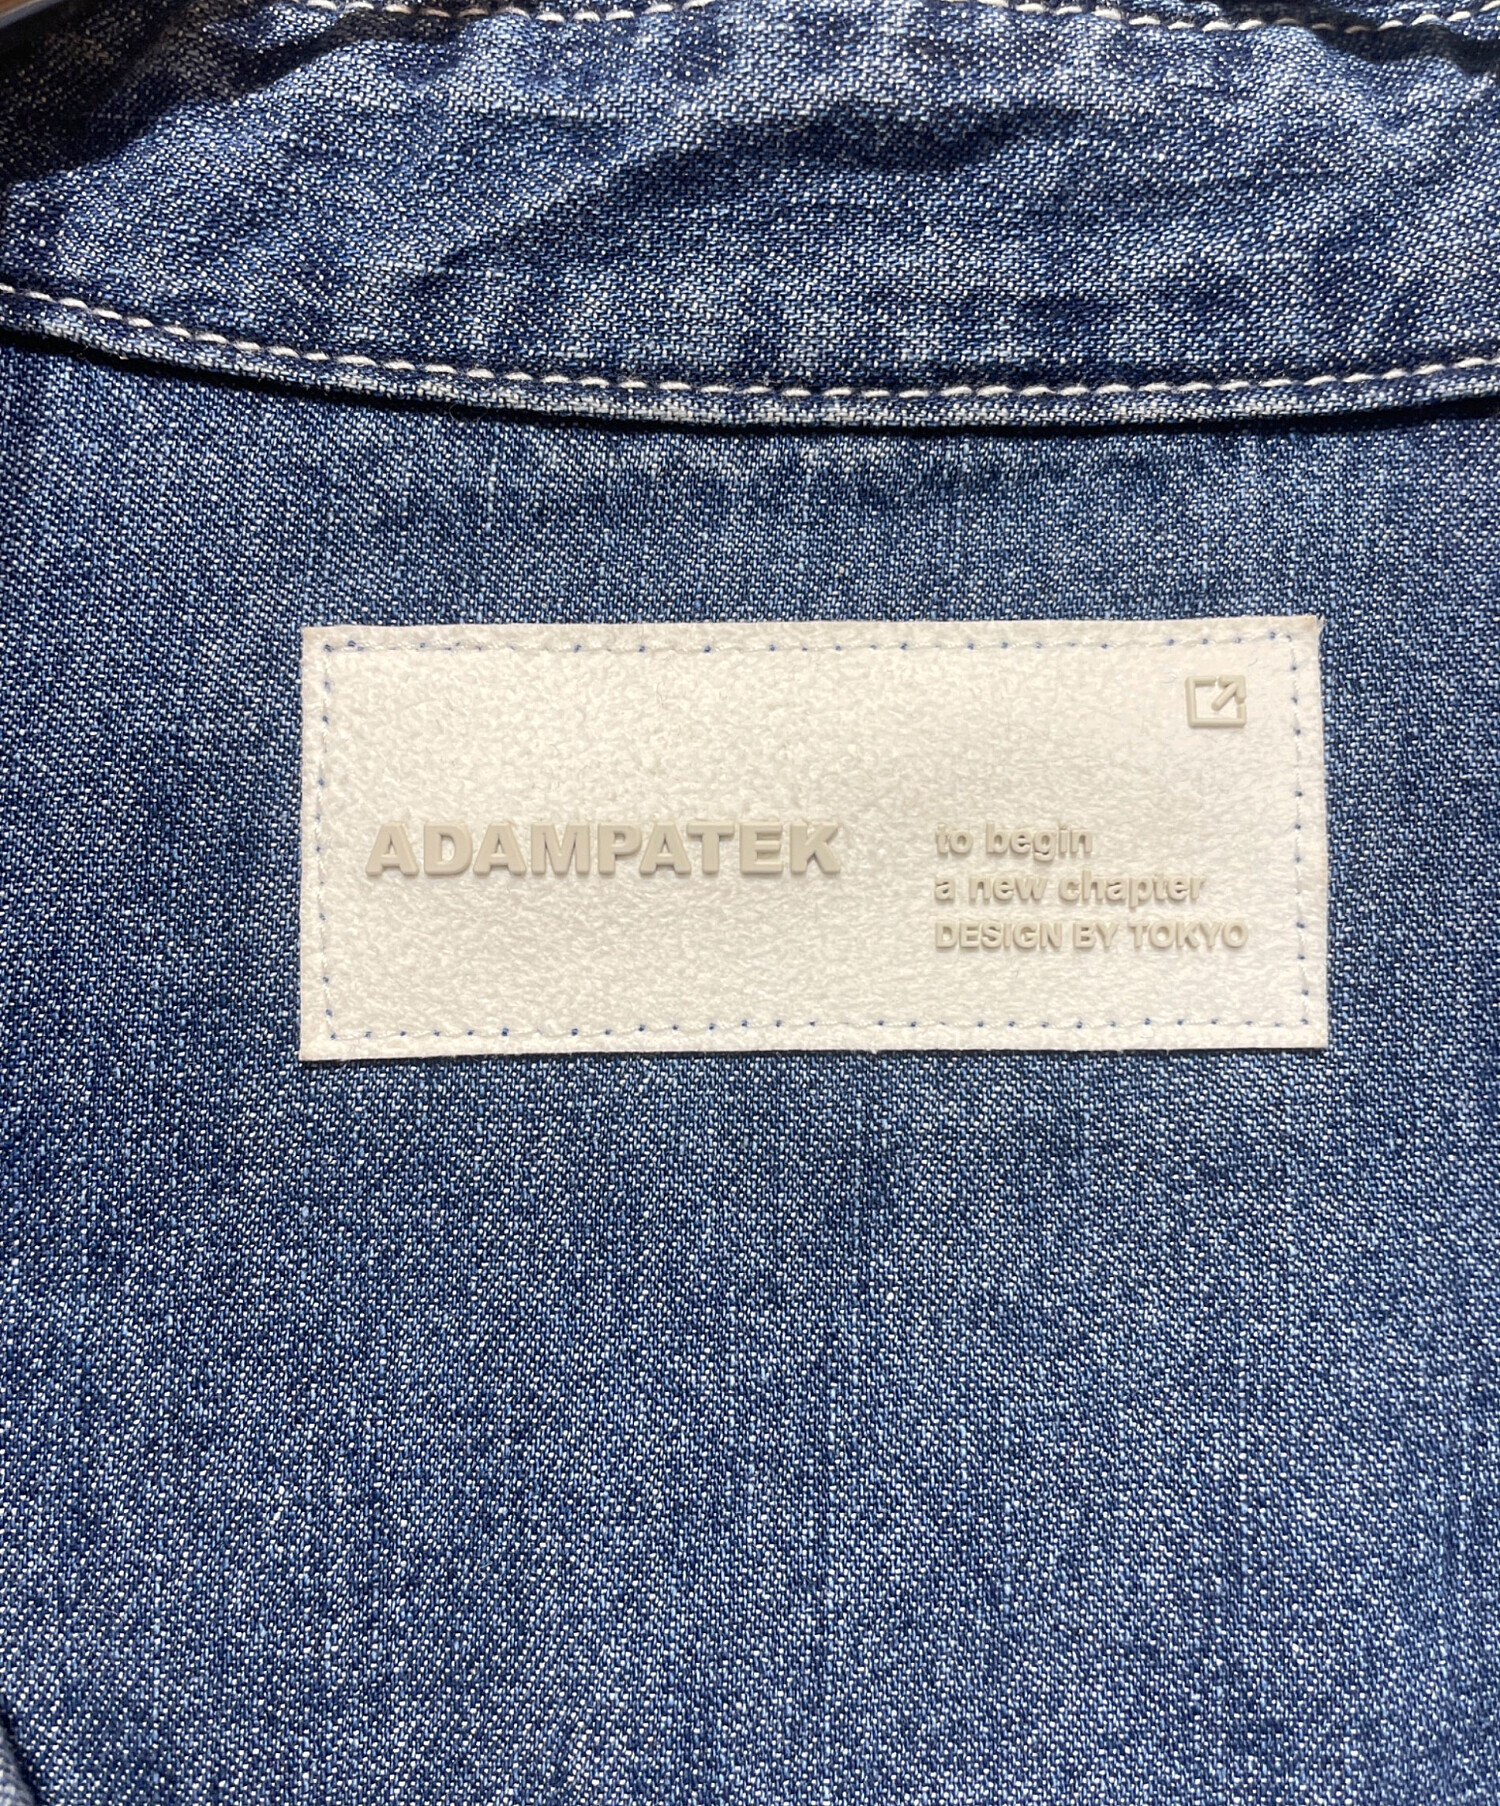 ADAMPATEK
to begin
a new chapter
DESIGN BY TOKYO